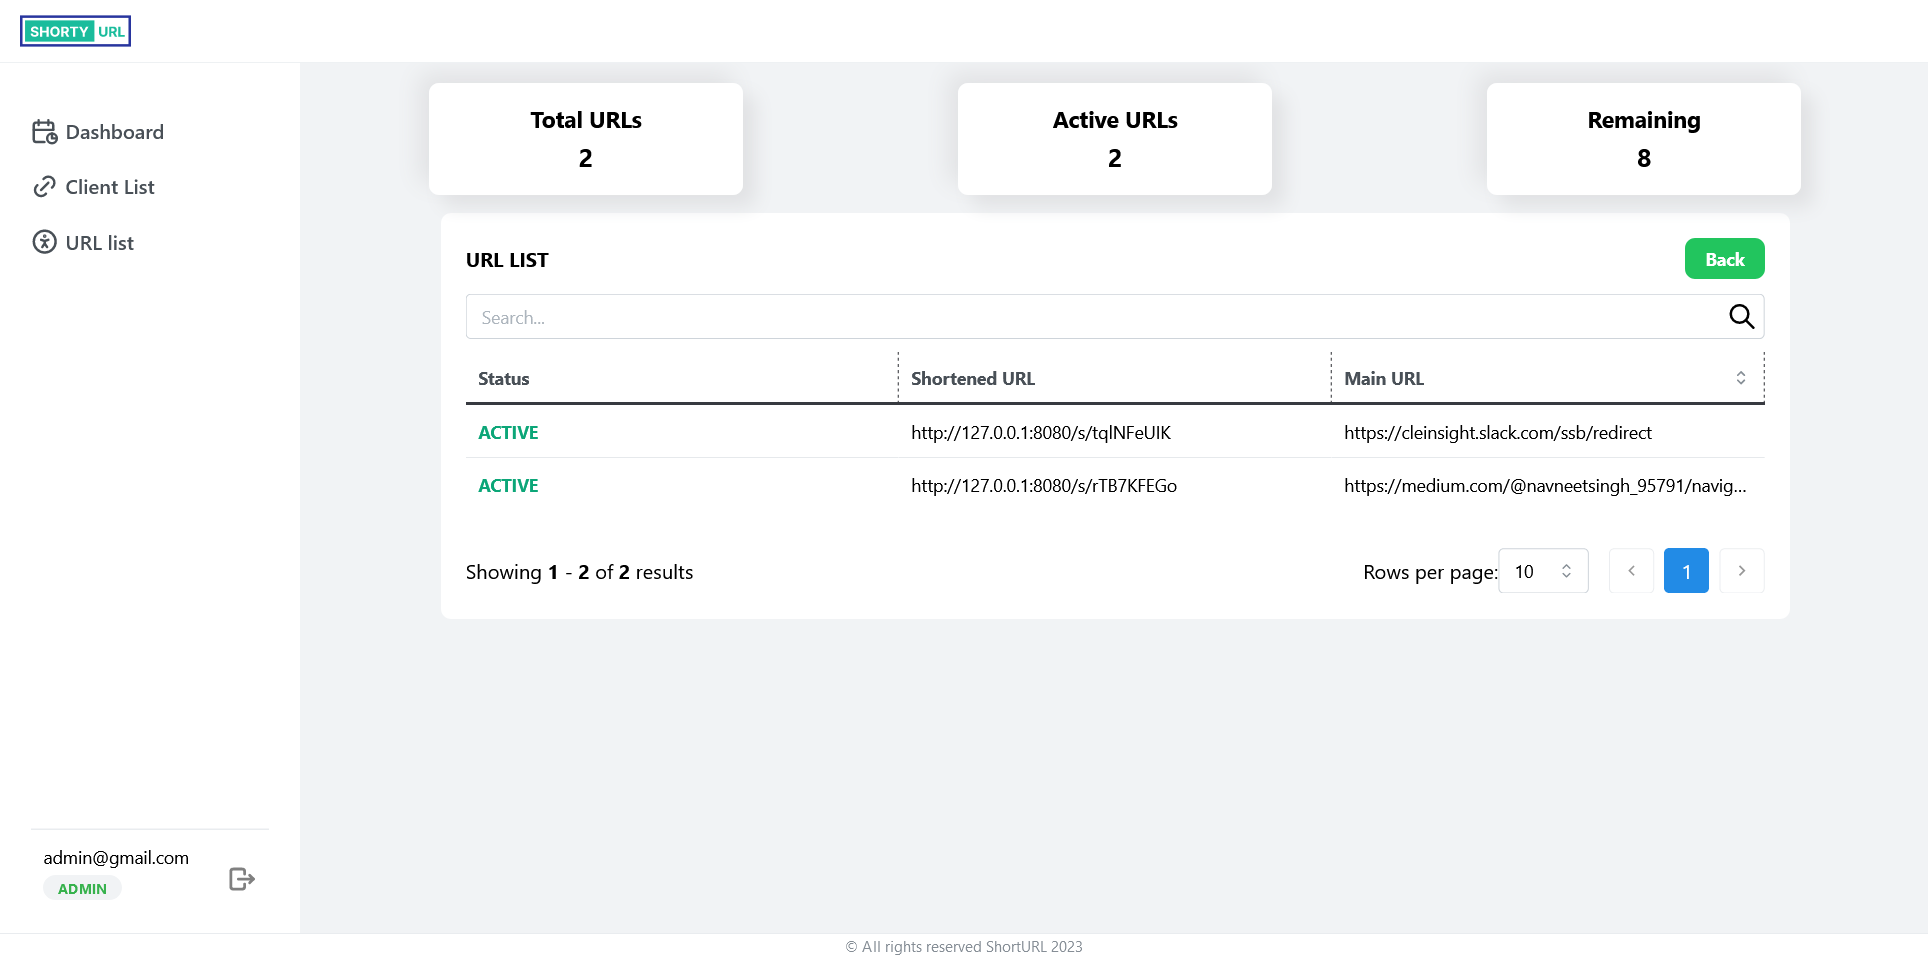 SHORTY URL
Dashboard
Client List
URL list
Total URLs
2
Active URLs
2
Remaining
8
URL LIST
Back
Search...
Status Shortened URL Main URL
ACTIVE http://127.0.0.1:8080/s/tqlNFeUIK https://cleinsight.slack.com/ssb/redirect
ACTIVE http://127.0.0.1:8080/s/rTB7KFEGo https://medium.com/@navneetsingh_95791/navig...
Showing 1 - 2 of 2 results Rows per page: 10 1
admin@gmail.com
ADMIN
© All rights reserved ShortURL 2023